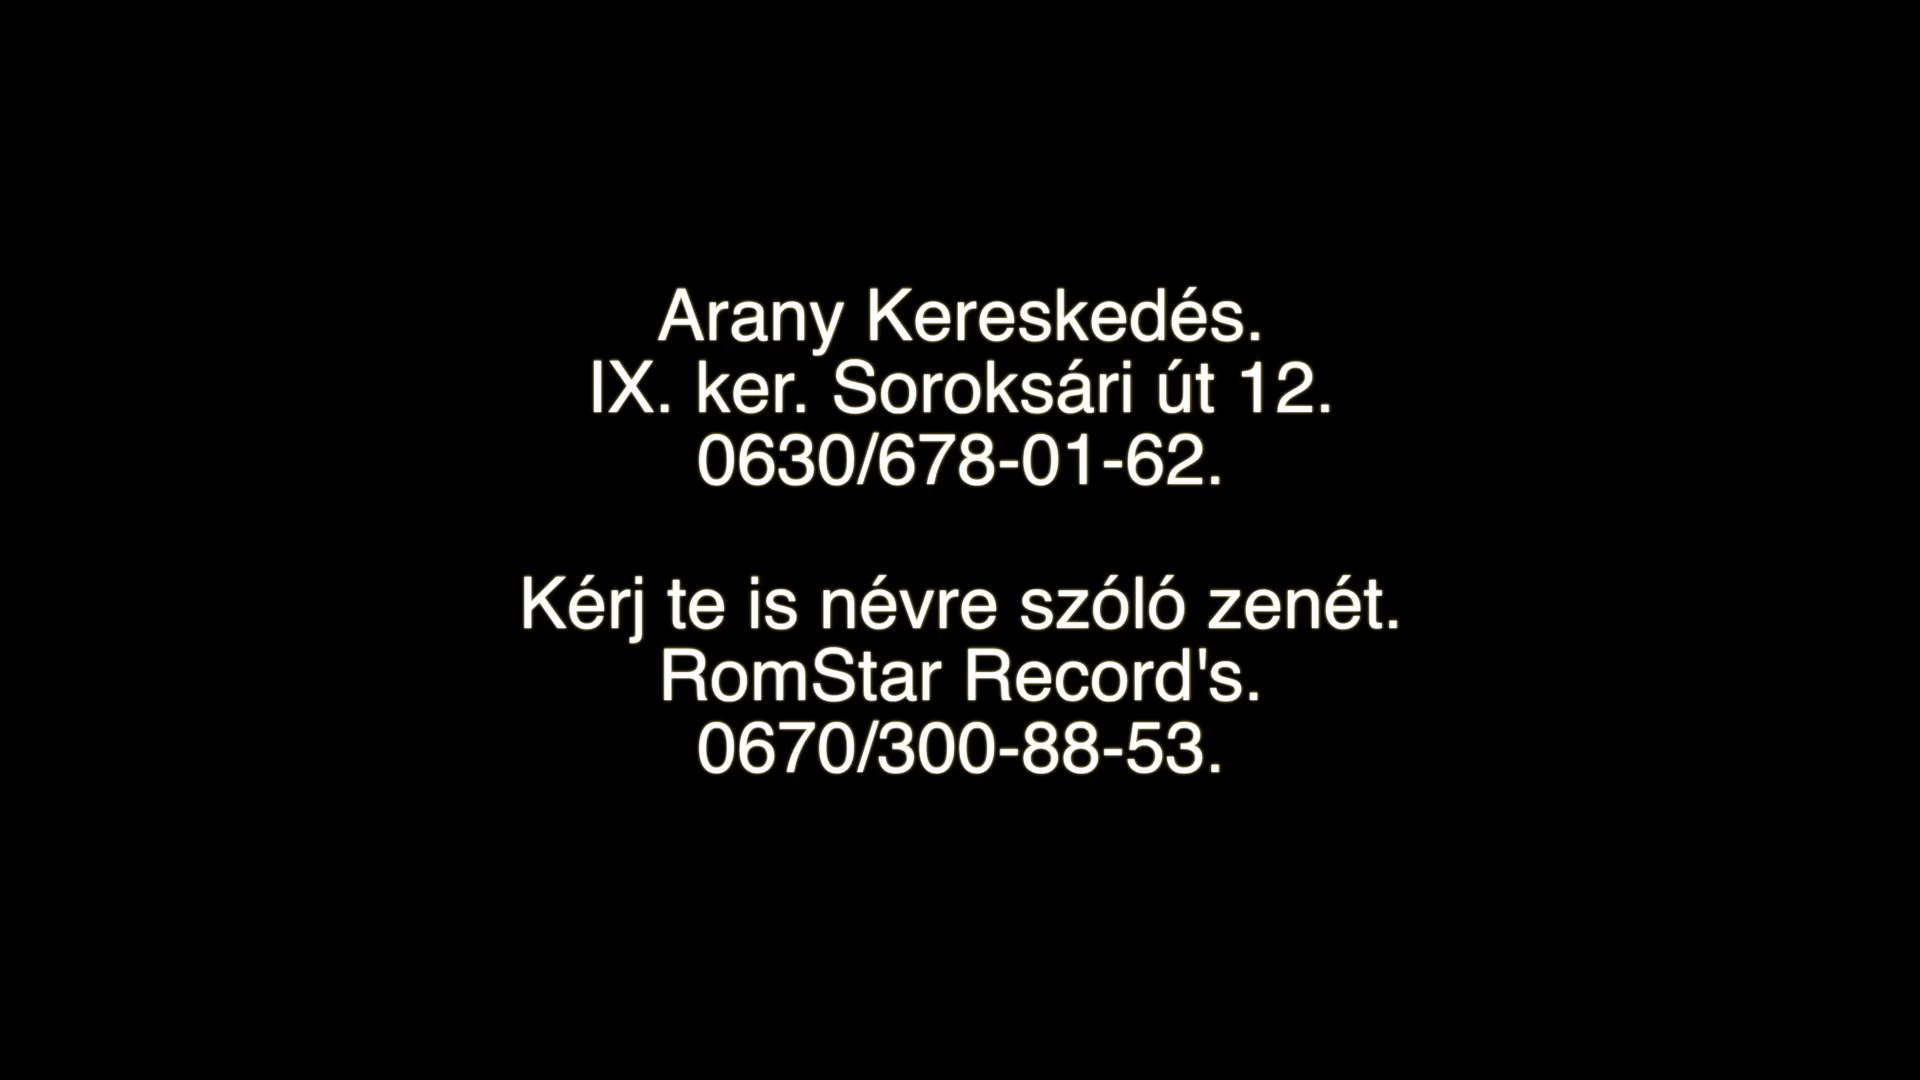 Arany Kereskedés.
IX. ker. Soroksári út 12.
0630/678-01-62.
Kérj te is névre szóló zenét.
RomStar Record's.
0670/300-88-53.